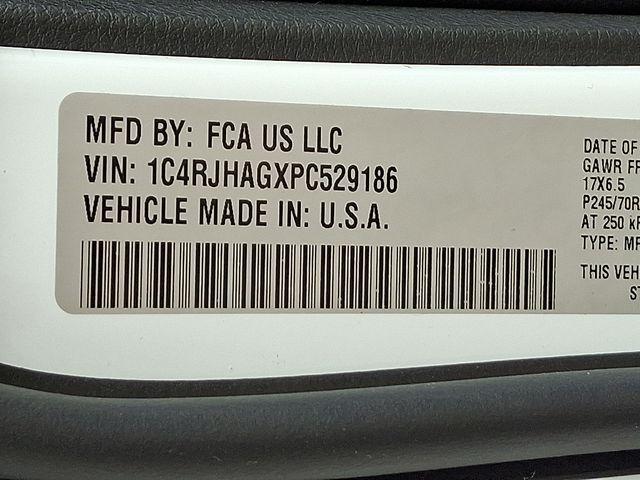 MFD BY: FCA US LLC
VIN: 1C4RJHAGXPC529186
VEHICLE MADE IN: U.S.A.
DATE OF
GAWR
17X6.5
P245/70R
AT 250
TYPE:
THIS